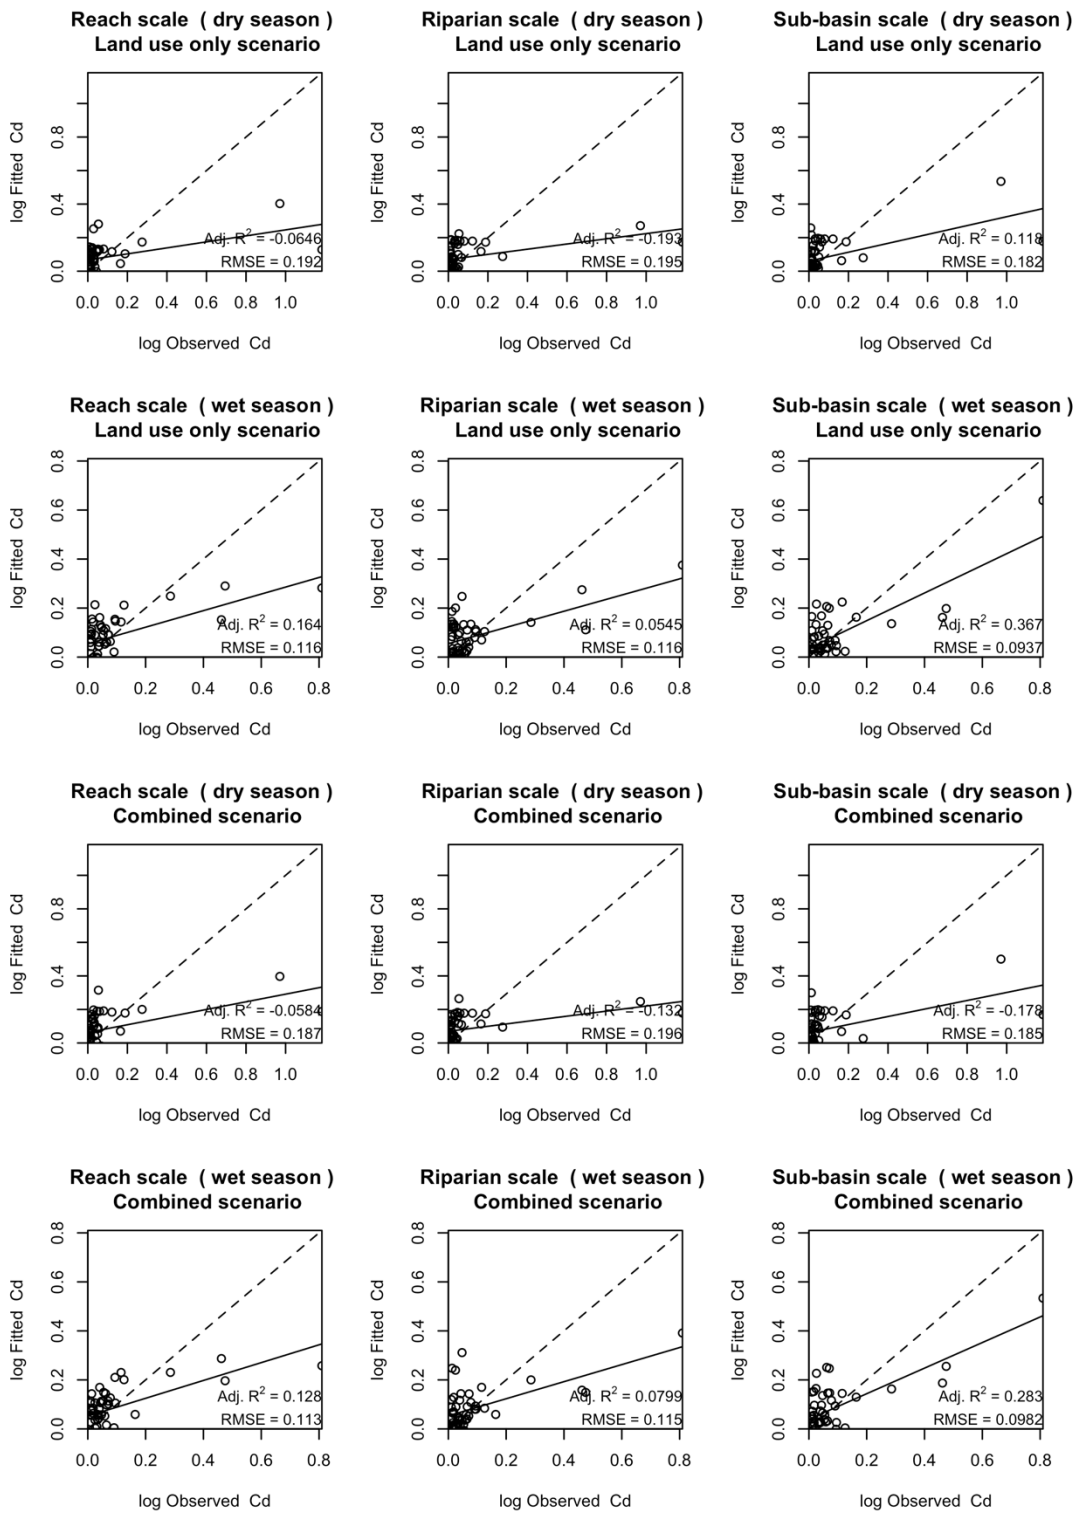 Reach scale ( dry season )
Land use only scenario
log Fitted Cd
0.8
0.4
0.0
Adj. R² = -0.0646
RMSE = 0.192
0.0 0.2 0.4 0.6 0.8 1.0
log Observed Cd
Riparian scale ( dry season )
Land use only scenario
log Fitted Cd
0.8
0.4
0.0
Adj. R² = -0.193
RMSE = 0.195
0.0 0.2 0.4 0.6 0.8 1.0
log Observed Cd
Sub-basin scale ( dry season )
Land use only scenario
log Fitted Cd
0.8
0.4
0.0
Adj. R² = 0.118
RMSE = 0.182
0.0 0.2 0.4 0.6 0.8 1.0
log Observed Cd
Reach scale ( wet season )
Land use only scenario
log Fitted Cd
0.8
0.6
0.4
0.2
0.0
Adj. R² = 0.164
RMSE = 0.116
0.0 0.2 0.4 0.6 0.8
log Observed Cd
Riparian scale ( wet season )
Land use only scenario
log Fitted Cd
0.8
0.6
0.4
0.2
0.0
Adj. R² = 0.0545
RMSE = 0.116
0.0 0.2 0.4 0.6 0.8
log Observed Cd
Sub-basin scale ( wet season )
Land use only scenario
log Fitted Cd
0.8
0.6
0.4
0.2
0.0
Adj. R² = 0.367
RMSE = 0.0937
0.0 0.2 0.4 0.6 0.8
log Observed Cd
Reach scale ( dry season )
Combined scenario
log Fitted Cd
0.8
0.4
0.0
Adj. R² = -0.0584
RMSE = 0.187
0.0 0.2 0.4 0.6 0.8 1.0
log Observed Cd
Riparian scale ( dry season )
Combined scenario
log Fitted Cd
0.8
0.4
0.0
Adj. R² = -0.132
RMSE = 0.196
0.0 0.2 0.4 0.6 0.8 1.0
log Observed Cd
Sub-basin scale ( dry season )
Combined scenario
log Fitted Cd
0.8
0.4
0.0
Adj. R² = -0.178
RMSE = 0.185
0.0 0.2 0.4 0.6 0.8 1.0
log Observed Cd
Reach scale ( wet season )
Combined scenario
log Fitted Cd
0.8
0.6
0.4
0.2
0.0
Adj. R² = 0.128
RMSE = 0.113
0.0 0.2 0.4 0.6 0.8
log Observed Cd
Riparian scale ( wet season )
Combined scenario
log Fitted Cd
0.8
0.6
0.4
0.2
0.0
Adj. R² = 0.0799
RMSE = 0.115
0.0 0.2 0.4 0.6 0.8
log Observed Cd
Sub-basin scale ( wet season )
Combined scenario
log Fitted Cd
0.8
0.6
0.4
0.2
0.0
Adj. R² = 0.283
RMSE = 0.0982
0.0 0.2 0.4 0.6 0.8
log Observed Cd